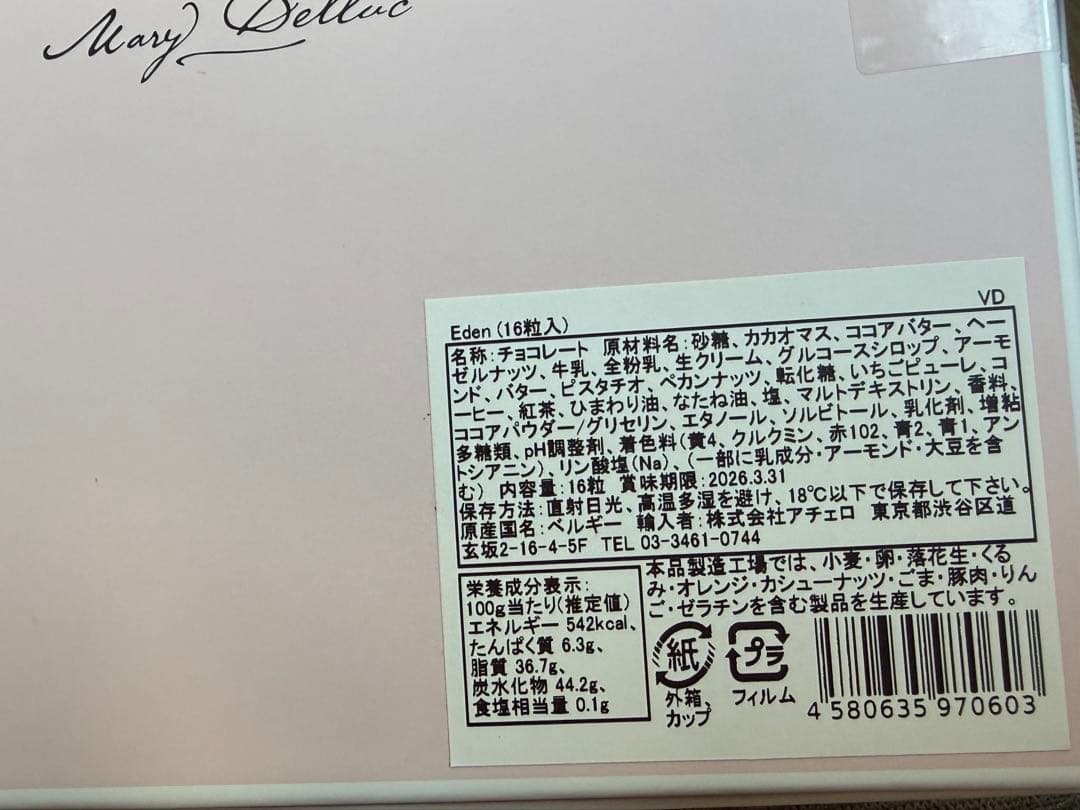 Mary Delluc
VD
Eden (16粒入)
名称：チョコレート 原材料名：砂糖、カカオマス、ココアバター、ヘー
ゼルナッツ、牛乳、全粉乳、生クリーム、グルコースシロップ、アーモ
ンド、バター、ピスタチオ、ペカンナッツ、転化糖、いちごピューレ、コ
ーヒー、紅茶、ひまわり油、なたね油、塩、マルトデキストリン、香料、
ココアパウダー/グリセリン、エタノール、ソルビトール、乳化剤、増粘
多糖類、pH調整剤、着色料(黄4、クルクミン、赤102、青2、青1、アン
トシアニン)、リン酸塩(Na)、(一部に乳成分・アーモンド・大豆を含
む) 内容量：16粒 賞味期限：2026.3.31
保存方法：直射日光、高温多湿を避け、18℃以下で保存して下さい。
原産国名：ベルギー 輸入者：株式会社アチェロ 東京都渋谷区道
玄坂2-16-4-5F TEL 03-3461-0744
栄養成分表示：
100g当たり(推定値)
エネルギー 542kcal、
たんぱく質 6.3g、
脂質 36.7g、
炭水化物 44.2g、
食塩相当量 0.1g
本品製造工場では、小麦・卵・落花生・くる
み・オレンジ・カシューナッツ・ごま・豚肉・りん
ご・ゼラチンを含む製品を生産しています。
紙
外箱、
カップ
プラ
フィルム
4 580635 970603